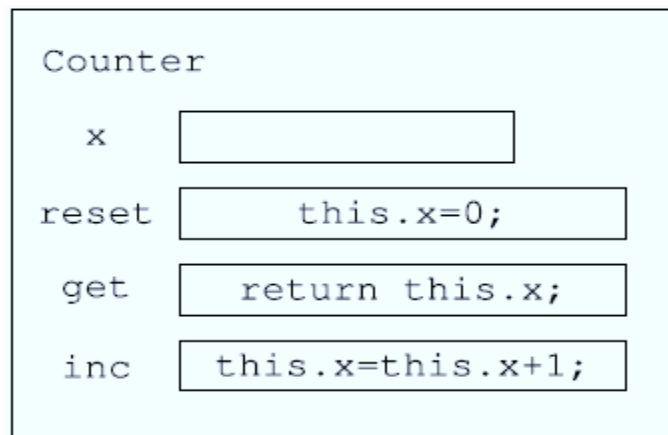 Counter
x
reset this.x=0;
get return this.x;
inc this.x=this.x+1;